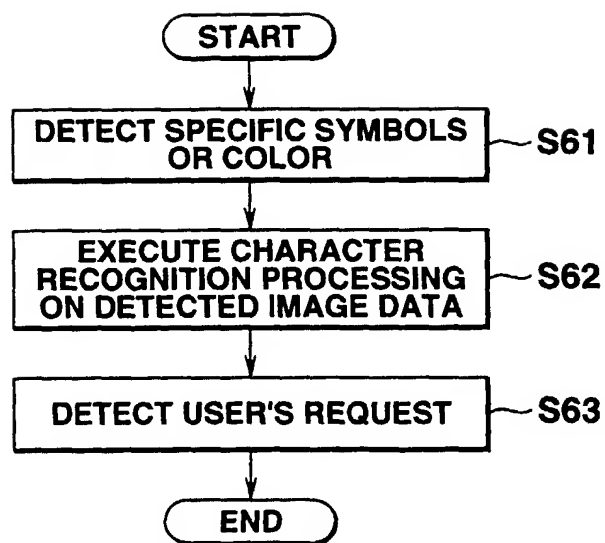 START
DETECT SPECIFIC SYMBOLS
OR COLOR
S61
EXECUTE CHARACTER
RECOGNITION PROCESSING
ON DETECTED IMAGE DATA
S62
DETECT USER'S REQUEST
S63
END